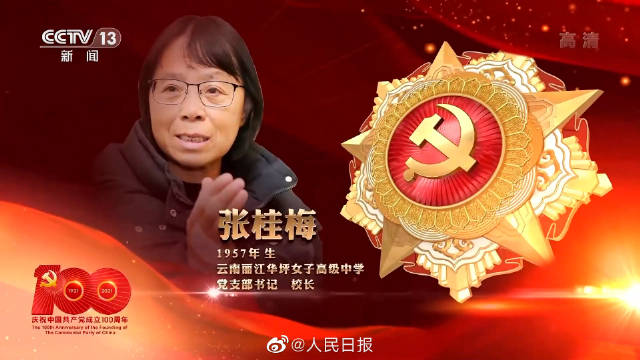 CCTV 13
新闻
高清
张桂梅
1957年生
云南丽江华坪女子高级中学
党支部书记 校长
100
1921 2021
庆祝中国共产党成立100周年
The 100th Anniversary of the Founding of
The Communist Party of China
@人民日报